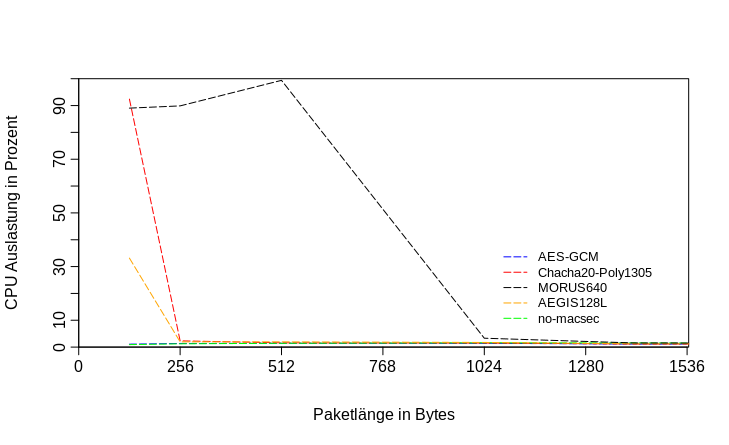 CPU Auslastung in Prozent
90
70
50
30
10
0
AES-GCM
Chacha20-Poly1305
MORUS640
AEGIS128L
no-macsec
0 256 512 768 1024 1280 1536
Paketlänge in Bytes